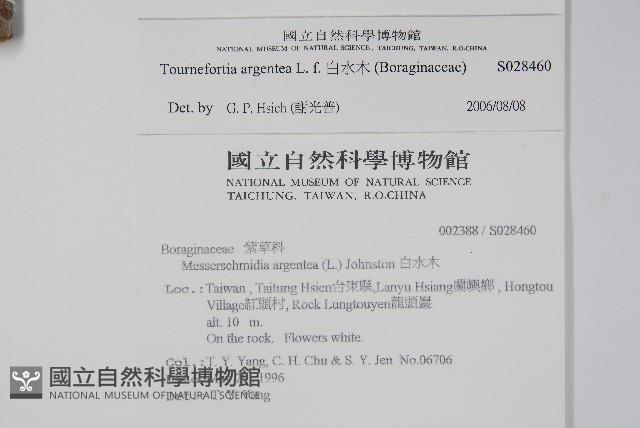 國立自然科學博物館
NATIONAL MUSEUM OF NATURAL SCIENCE, TAICHUNG, TAIWAN, R.O.CHINA
Tournefortia argentea L. f. 白水木 (Boraginaceae) S028460
Det. by G. P. Hsieh (謝光普) 2006/08/08
國立自然科學博物館
NATIONAL MUSEUM OF NATURAL SCIENCE
TAICHUNG, TAIWAN, R.O.CHINA
002388 / S028460
Boraginaceae 紫草科
Messerschmidia argentea (L.) Johnston 白水木
Loc.: Taiwan, Taitung Hsien台東縣, Lanyu Hsiang蘭嶼鄉, Hongtou
Village紅頭村, Rock Lungtouyen龍頭巖
alt. 10 m.
On the rock. Flowers white.
Col.: T. Y. Yang, C. H. Chu & S. Y. Jen No.06706
1996
Det. T. Y. Yang
國立自然科學博物館
NATIONAL MUSEUM OF NATURAL SCIENCE